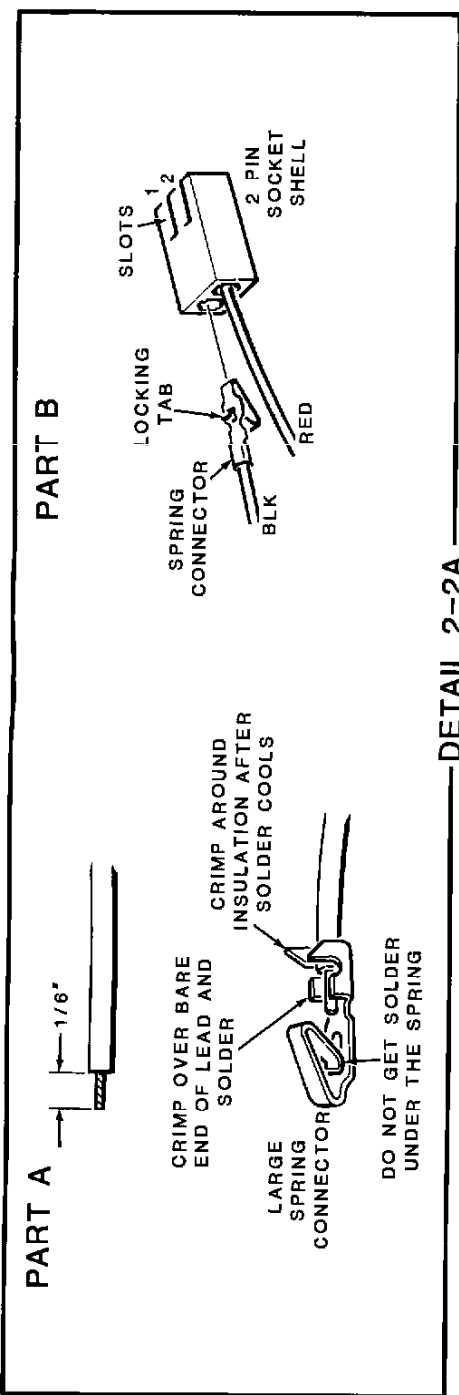 PART A
1/6"
CRIMP OVER BARE
END OF LEAD AND
SOLDER
CRIMP AROUND
INSULATION AFTER
SOLDER COOLS
LARGE
SPRING
CONNECTOR
DO NOT GET SOLDER
UNDER THE SPRING
PART B
SPRING
CONNECTOR
LOCKING
TAB
SLOTS
1
2
BLK
RED
2 PIN
SOCKET
SHELL
DETAIL 2-2A